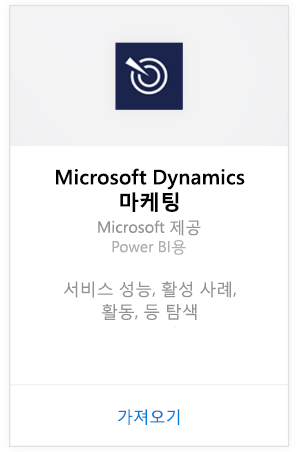 Microsoft Dynamics
마케팅
Microsoft 제공
Power BI용
서비스 성능, 활성 사례,
활동, 등 탐색
가져오기